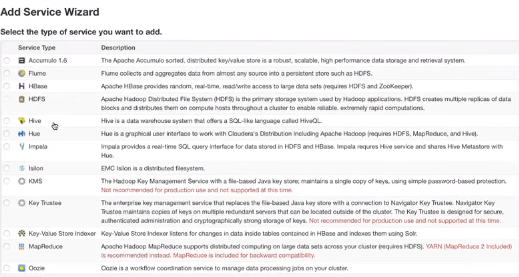 Add Service Wizard
Select the type of service you want to add.
Service Type Description
Accumulo 1.6 The Apache Accumulo sorted, distributed key/value store is a robust, scalable, high performance data storage and retrieval system.
Flume Flume collects and aggregates data from almost any source into a persistent store such as HDFS.
HBase Apache HBase provides random, real-time, read/write access to large data sets (requires HDFS and ZooKeeper).
HDFS Apache Hadoop Distributed File System (HDFS) is the primary storage system used by Hadoop applications. HDFS creates multiple replicas of data
blocks and distributes them on compute hosts throughout a cluster to enable reliable, extremely rapid computations.
Hive Hive is a data warehouse system that offers a SQL-like language called HiveQL.
Hue Hue is a graphical user interface to work with Cloudera's Distribution Including Apache Hadoop (requires HDFS, MapReduce, and Hive).
Impala Impala provides a real-time SQL query interface for data stored in HDFS and HBase. Impala requires Hive service and shares Hive Metastore with
Hue.
Isilon EMC Isilon is a distributed filesystem.
KMS The Hadoop Key Management Service with a file-based Java key store; maintains a single copy of keys, using simple password-based protection.
Not recommended for production use and not supported at this time.
Key Trustee The enterprise key management service that replaces the file-based Java key store with a connection to Navigator Key Trustee. Navigator Key
Trustee maintains copies of keys on multiple redundant servers that can be located outside of the cluster. The Key Trustee is designed for secure,
authenticated administration and cryptographically strong storage of keys. Not recommended for production use and not supported at this time.
Key-Value Store Indexer Key-Value Store Indexer listens for changes in data inside tables contained in HBase and indexes them using Solr.
MapReduce Apache Hadoop MapReduce supports distributed computing on large data sets across your cluster (requires HDFS). YARN (MapReduce 2 Included)
is recommended instead. MapReduce is included for backward compatibility.
Oozie Oozie is a workflow coordination service to manage data processing jobs on your cluster.